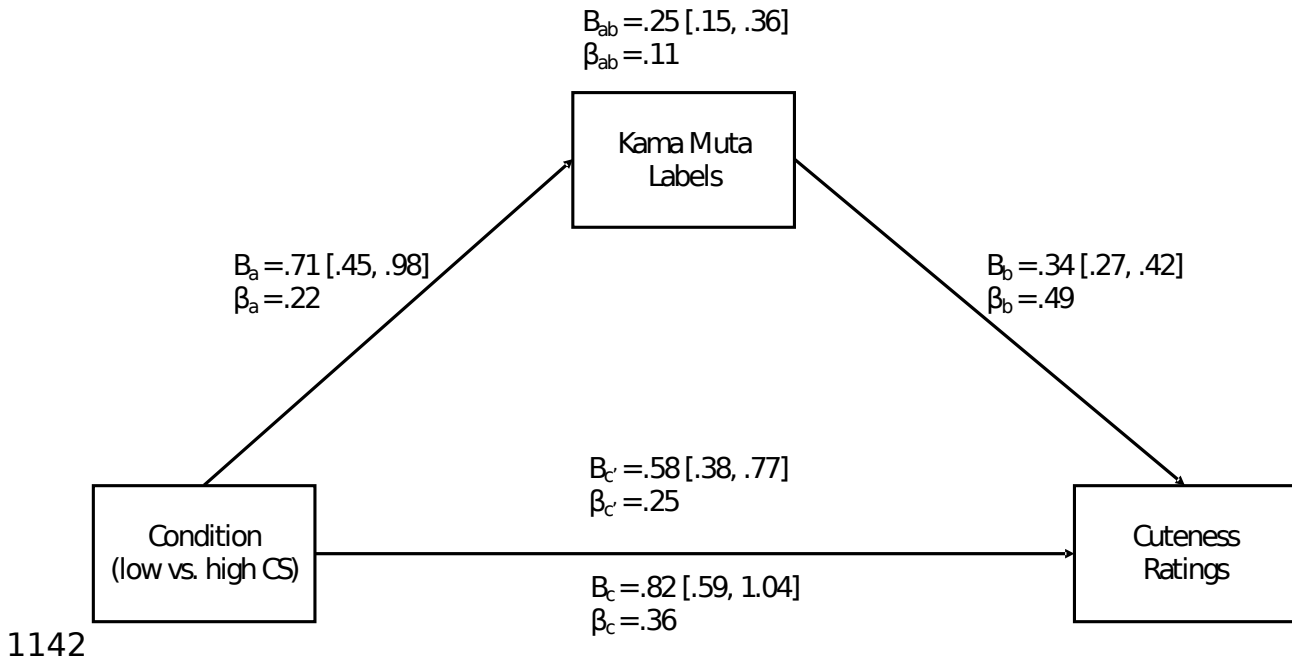 Bab =.25 [.15, .36]
βab =.11
Kama Muta
Labels
Ba =.71 [.45, .98]
βa =.22
Bb =.34 [.27, .42]
βb =.49
Bc' =.58 [.38, .77]
βc' =.25
Condition
(low vs. high CS)
Cuteness
Ratings
Bc =.82 [.59, 1.04]
βc =.36
1142